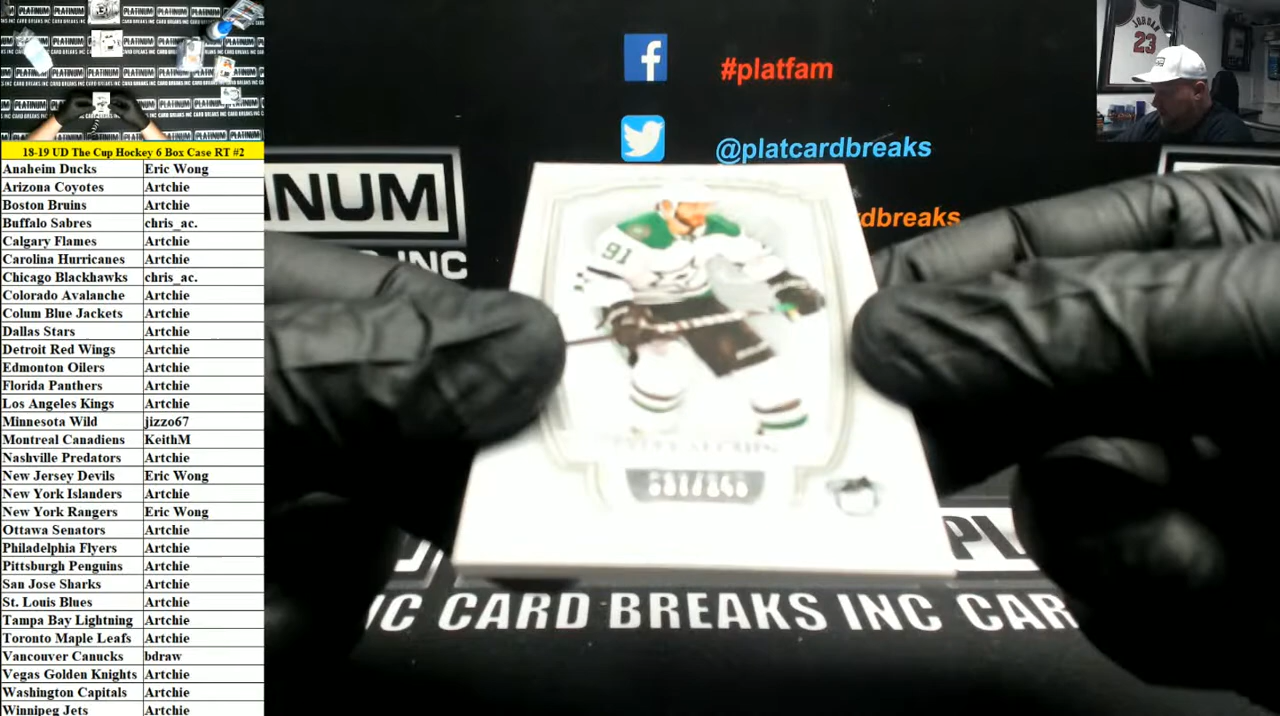 18-19 UD The Cup Hockey 6 Box Case RT #2
Anaheim Ducks Eric Wong
Arizona Coyotes Artchie
Boston Bruins Artchie
Buffalo Sabres chris_ac.
Calgary Flames Artchie
Carolina Hurricanes Artchie
Chicago Blackhawks chris_ac.
Colorado Avalanche Artchie
Colum Blue Jackets Artchie
Dallas Stars Artchie
Detroit Red Wings Artchie
Edmonton Oilers Artchie
Florida Panthers Artchie
Los Angeles Kings Artchie
Minnesota Wild jizzo67
Montreal Canadiens KeithM
Nashville Predators Artchie
New Jersey Devils Eric Wong
New York Islanders Artchie
New York Rangers Eric Wong
Ottawa Senators Artchie
Philadelphia Flyers Artchie
Pittsburgh Penguins Artchie
San Jose Sharks Artchie
St. Louis Blues Artchie
Tampa Bay Lightning Artchie
Toronto Maple Leafs Artchie
Vancouver Canucks bdraw
Vegas Golden Knights Artchie
Washington Capitals Artchie
Winnipeg Jets Artchie
#platfam
@platcardbreaks
cardbreaks
INUM
INC
91
JORDAN
23
PLA
INC CARD BREAKS INC CAR